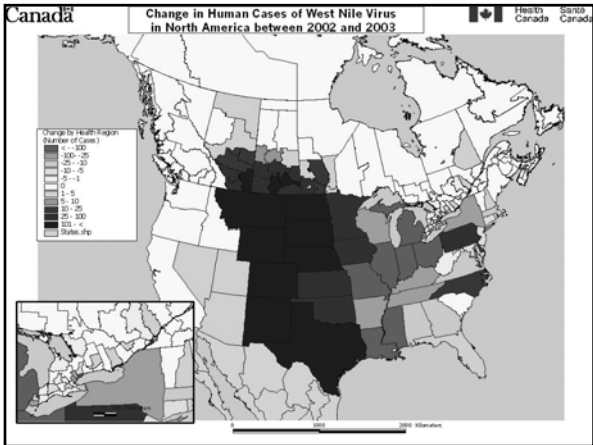 Canada
Change in Human Cases of West Nile Virus
in North America between 2002 and 2003
Health Santé
Canada Canada
Change by Health Region
(Number of Cases)
< - -100
-100 - -25
-25 - -10
-10 - -5
-5 - -1
0
1 - 5
5 - 10
10 - 25
25 - 100
101 - <
States.shp
0 1000 2000 Kilometers